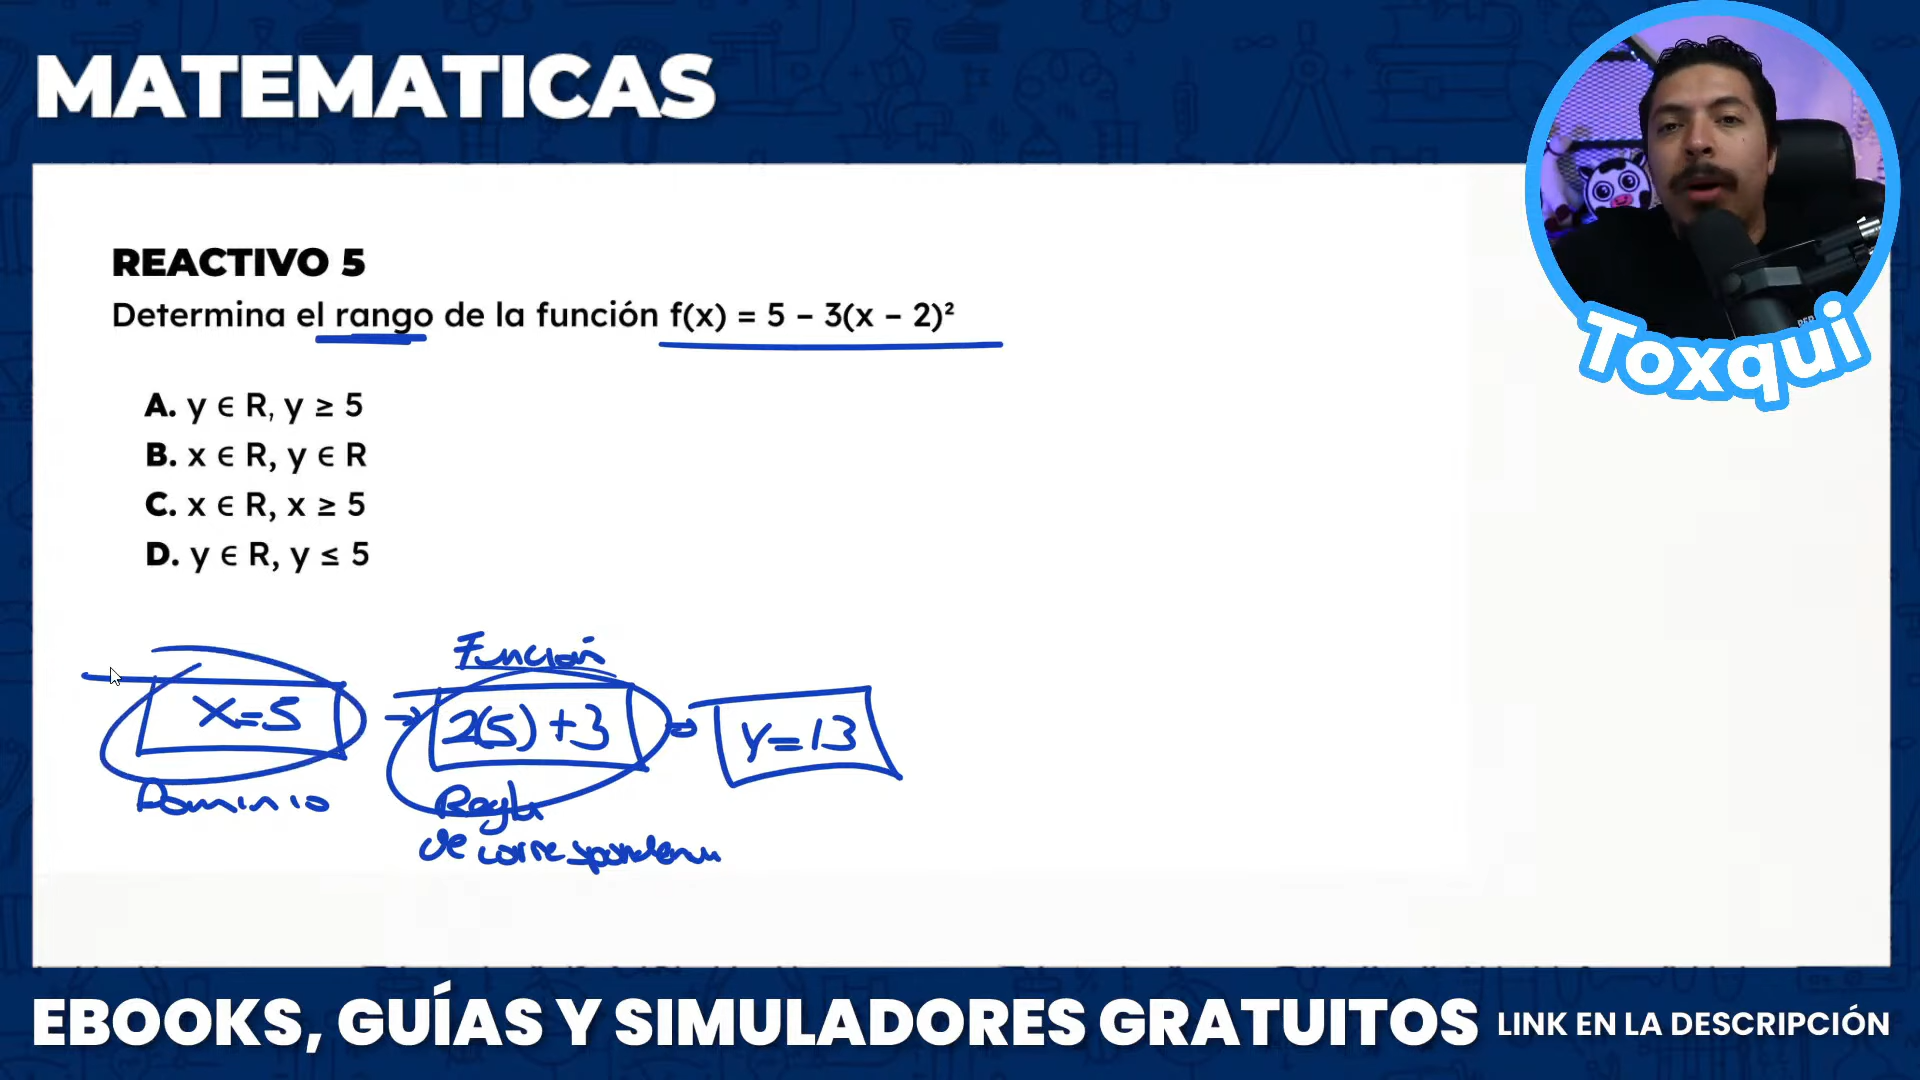 MATEMATICAS
REACTIVO 5
Determina el rango de la función f(x) = 5 – 3(x – 2)²
A. y ∈ R, y ≥ 5
B. x ∈ R, y ∈ R
C. x ∈ R, x ≥ 5
D. y ∈ R, y ≤ 5
Toxqui
Función
x=5 → 2(5)+3 → y=13
Dominio
Regla
de correspondencia
EBOOKS, GUÍAS Y SIMULADORES GRATUITOS LINK EN LA DESCRIPCIÓN